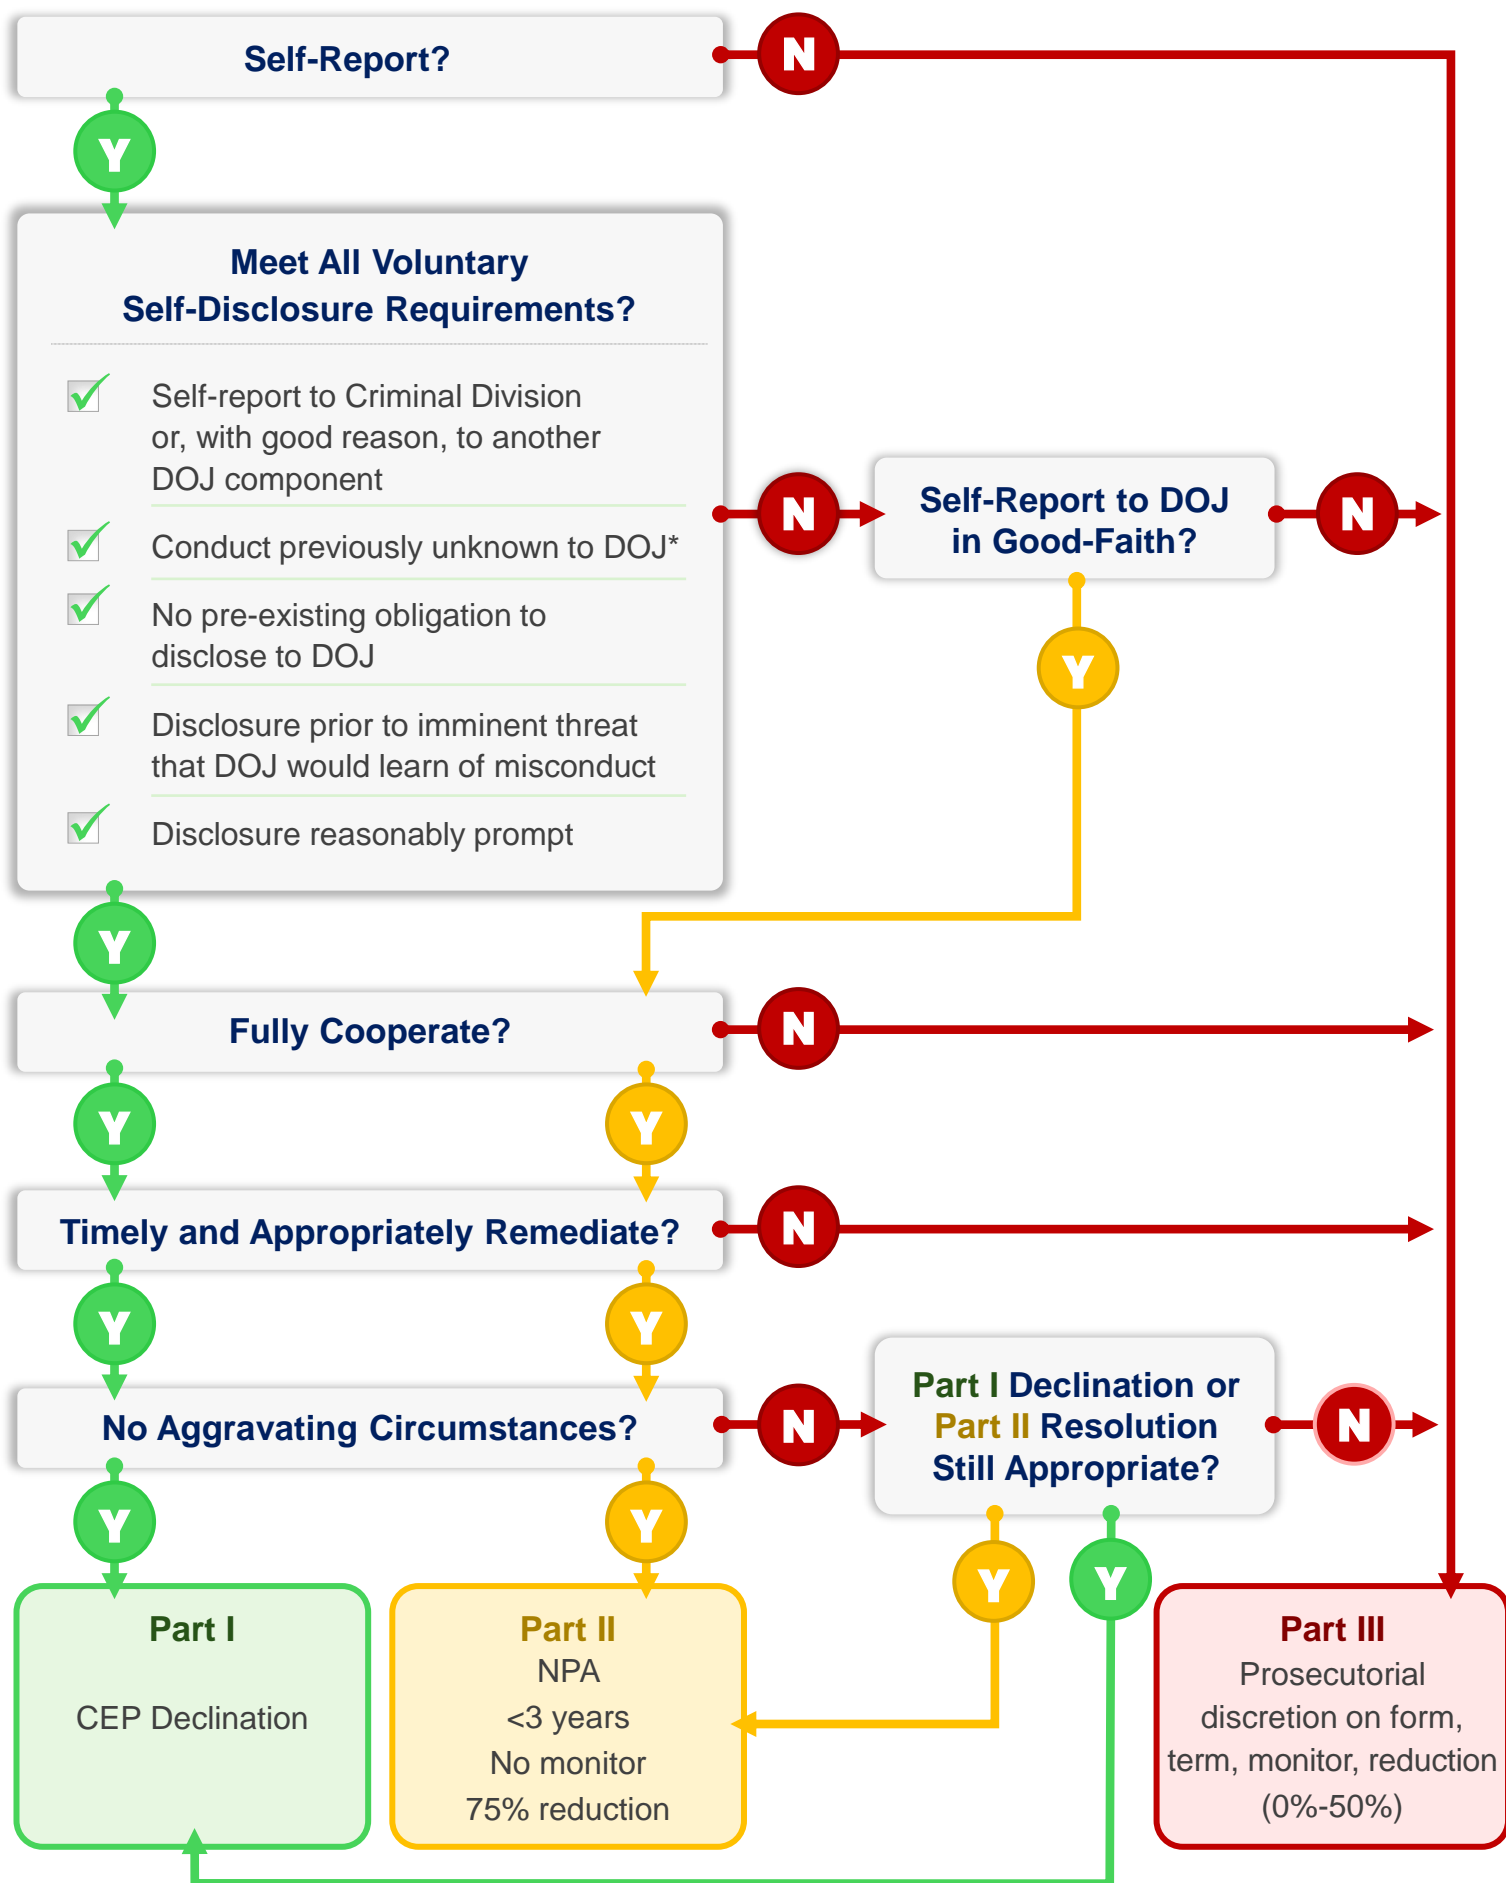 Self-Report?
N
Y
Meet All Voluntary
Self-Disclosure Requirements?
Self-report to Criminal Division
or, with good reason, to another
DOJ component
Conduct previously unknown to DOJ*
No pre-existing obligation to
disclose to DOJ
Disclosure prior to imminent threat
that DOJ would learn of misconduct
Disclosure reasonably prompt
N
Self-Report to DOJ
in Good-Faith?
N
Y
Y
Fully Cooperate?
N
Y
Y
Timely and Appropriately Remediate?
N
Y
Y
No Aggravating Circumstances?
N
Part I Declination or
Part II Resolution
Still Appropriate?
N
Y
Y
Y
Y
Part I
CEP Declination
Part II
NPA
<3 years
No monitor
75% reduction
Part III
Prosecutorial
discretion on form,
term, monitor, reduction
(0%-50%)